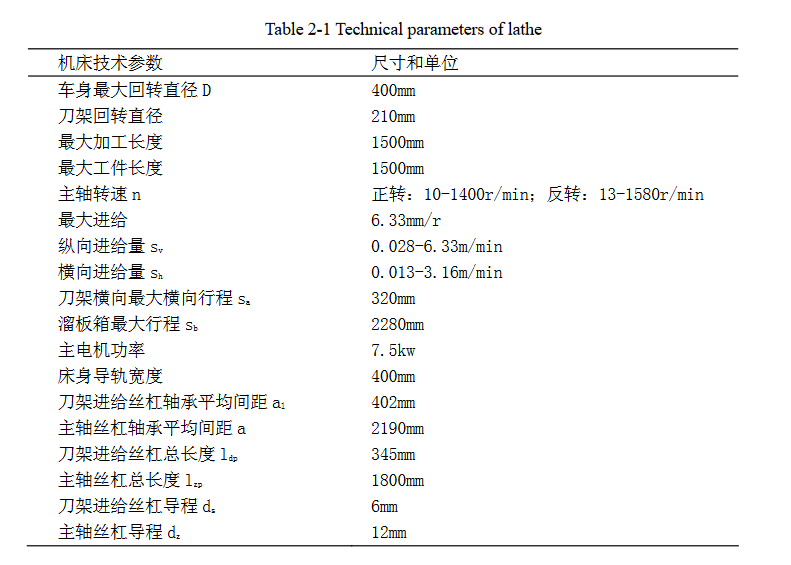 Table 2-1 Technical parameters of lathe
机床技术参数 尺寸和单位
车身最大回转直径 D 400mm
刀架回转直径 210mm
最大加工长度 1500mm
最大工件长度 1500mm
主轴转速 n 正转：10-1400r/min；反转：13-1580r/min
最大进给 6.33mm/r
纵向进给量 sᵥ 0.028-6.33m/min
横向进给量 sₕ 0.013-3.16m/min
刀架横向最大横向行程 sₐ 320mm
溜板箱最大行程 s_b 2280mm
主电机功率 7.5kw
床身导轨宽度 400mm
刀架进给丝杠轴承平均间距 a₁ 402mm
主轴丝杠轴承平均间距 a 2190mm
刀架进给丝杠总长度 l_dp 345mm
主轴丝杠总长度 l_zp 1800mm
刀架进给丝杠导程 d 6mm
主轴丝杠导程 d_z 12mm